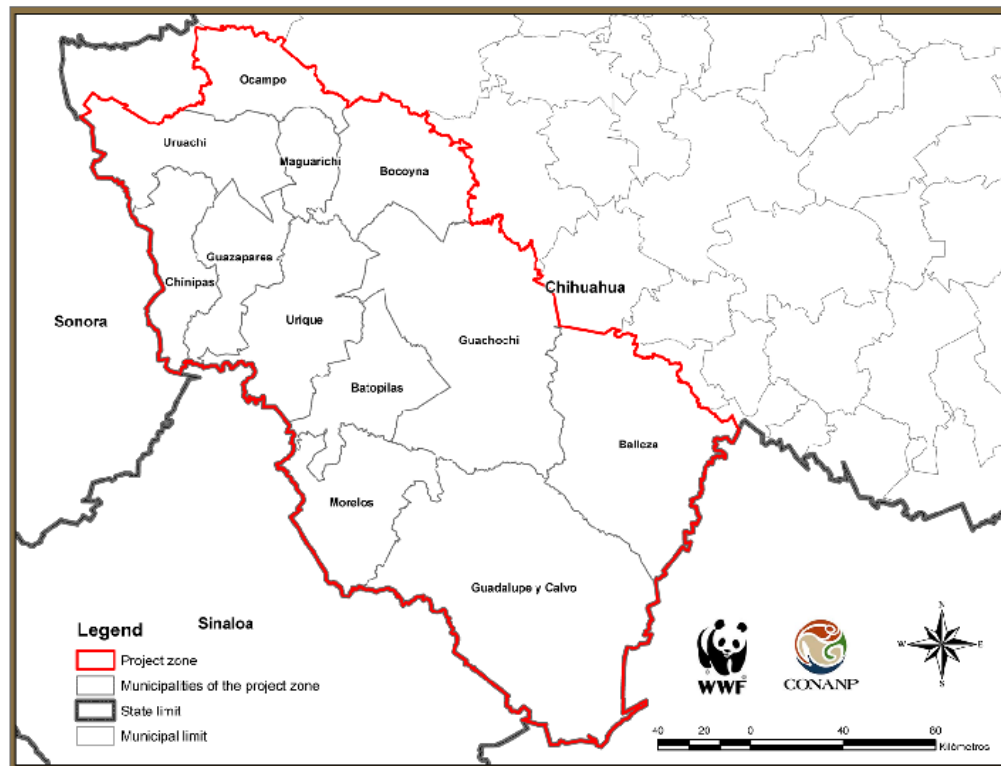 Ocampo
Uruachi
Maguarichi
Bocoyna
Guazapares
Chinipas
Chihuahua
Sonora
Urique
Guachochi
Batopilas
Balleza
Morelos
Guadalupe y Calvo
Sinaloa
Legend
Project zone
Municipalities of the project zone
State limit
Municipal limit
WWF
CONANP
N
W
E
S
40 20 0 40 80
Kilómetros